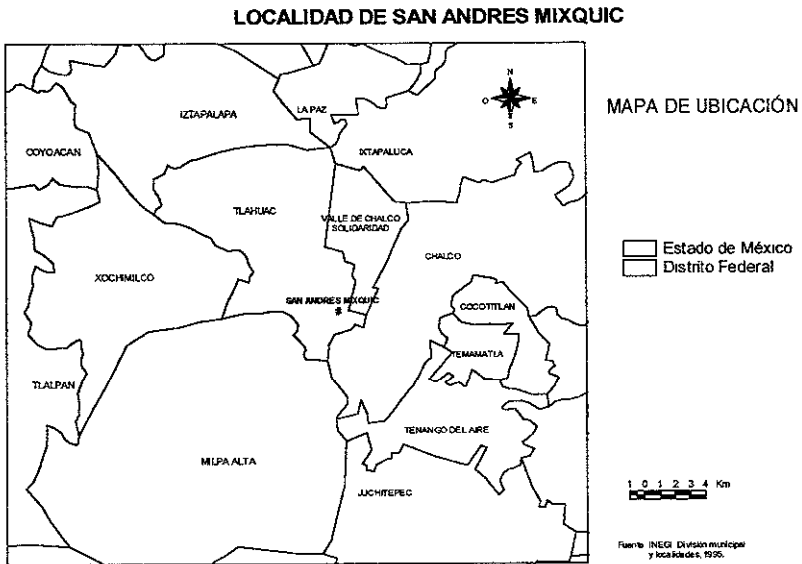 LOCALIDAD DE SAN ANDRES MIXQUIC
MAPA DE UBICACIÓN
N
O E
S
IZTAPALAPA
LA PAZ
COYOACAN
IXTAPALUCA
TLAHUAC
VALLE DE CHALCO
SOLIDARIDAD
CHALCO
XOCHIMILCO
Estado de México
Distrito Federal
SAN ANDRES MIXQUIC
COCOTITLAN
TEMAMATLA
TLALPAN
TENANGO DEL AIRE
MILPA ALTA
JUCHITEPEC
1 0 1 2 3 4 Km
Fuente INEGI División municipal
y localidades, 1995.